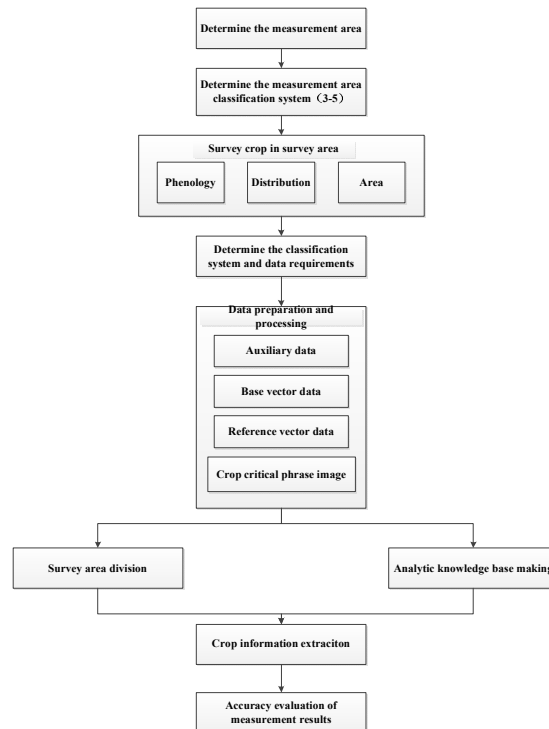 Determine the measurement area
Determine the measurement area
classification system（3-5）
Survey crop in survey area
Phenology
Distribution
Area
Determine the classification
system and data requirements
Data preparation and
processing
Auxiliary data
Base vector data
Reference vector data
Crop critical phrase image
Survey area division
Analytic knowledge base making
Crop information extraciton
Accuracy evaluation of
measurement results